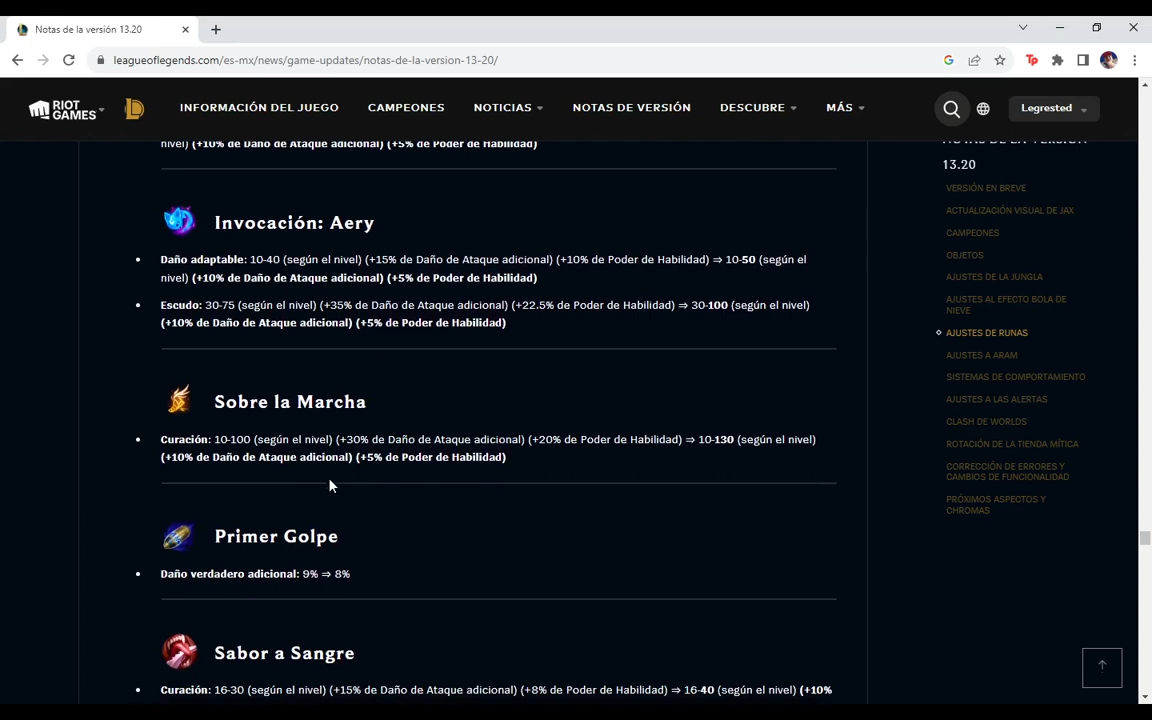 Notas de la versión 13.20
leagueoflegends.com/es-mx/news/game-updates/notas-de-la-version-13-20/
RIOT GAMES
INFORMACIÓN DEL JUEGO CAMPEONES NOTICIAS NOTAS DE VERSIÓN DESCUBRE MÁS Legrested
nivel) (+10% de Daño de Ataque adicional) (+5% de Poder de Habilidad)
Invocación: Aery
Daño adaptable: 10-40 (según el nivel) (+15% de Daño de Ataque adicional) (+10% de Poder de Habilidad) ⇒ 10-50 (según el
nivel) (+10% de Daño de Ataque adicional) (+5% de Poder de Habilidad)
Escudo: 30-75 (según el nivel) (+35% de Daño de Ataque adicional) (+22.5% de Poder de Habilidad) ⇒ 30-100 (según el nivel)
(+10% de Daño de Ataque adicional) (+5% de Poder de Habilidad)
Sobre la Marcha
Curación: 10-100 (según el nivel) (+30% de Daño de Ataque adicional) (+20% de Poder de Habilidad) ⇒ 10-130 (según el nivel)
(+10% de Daño de Ataque adicional) (+5% de Poder de Habilidad)
Primer Golpe
Daño verdadero adicional: 9% ⇒ 8%
Sabor a Sangre
Curación: 16-30 (según el nivel) (+15% de Daño de Ataque adicional) (+8% de Poder de Habilidad) ⇒ 16-40 (según el nivel) (+10%
NOTAS DE LA VERSIÓN
13.20
VERSIÓN EN BREVE
ACTUALIZACIÓN VISUAL DE JAX
CAMPEONES
OBJETOS
AJUSTES DE LA JUNGLA
AJUSTES AL EFECTO BOLA DE
NIEVE
AJUSTES DE RUNAS
AJUSTES A ARAM
SISTEMAS DE COMPORTAMIENTO
AJUSTES A LAS ALERTAS
CLASH DE WORLDS
ROTACIÓN DE LA TIENDA MÍTICA
CORRECCIÓN DE ERRORES Y
CAMBIOS DE FUNCIONALIDAD
PRÓXIMOS ASPECTOS Y
CHROMAS